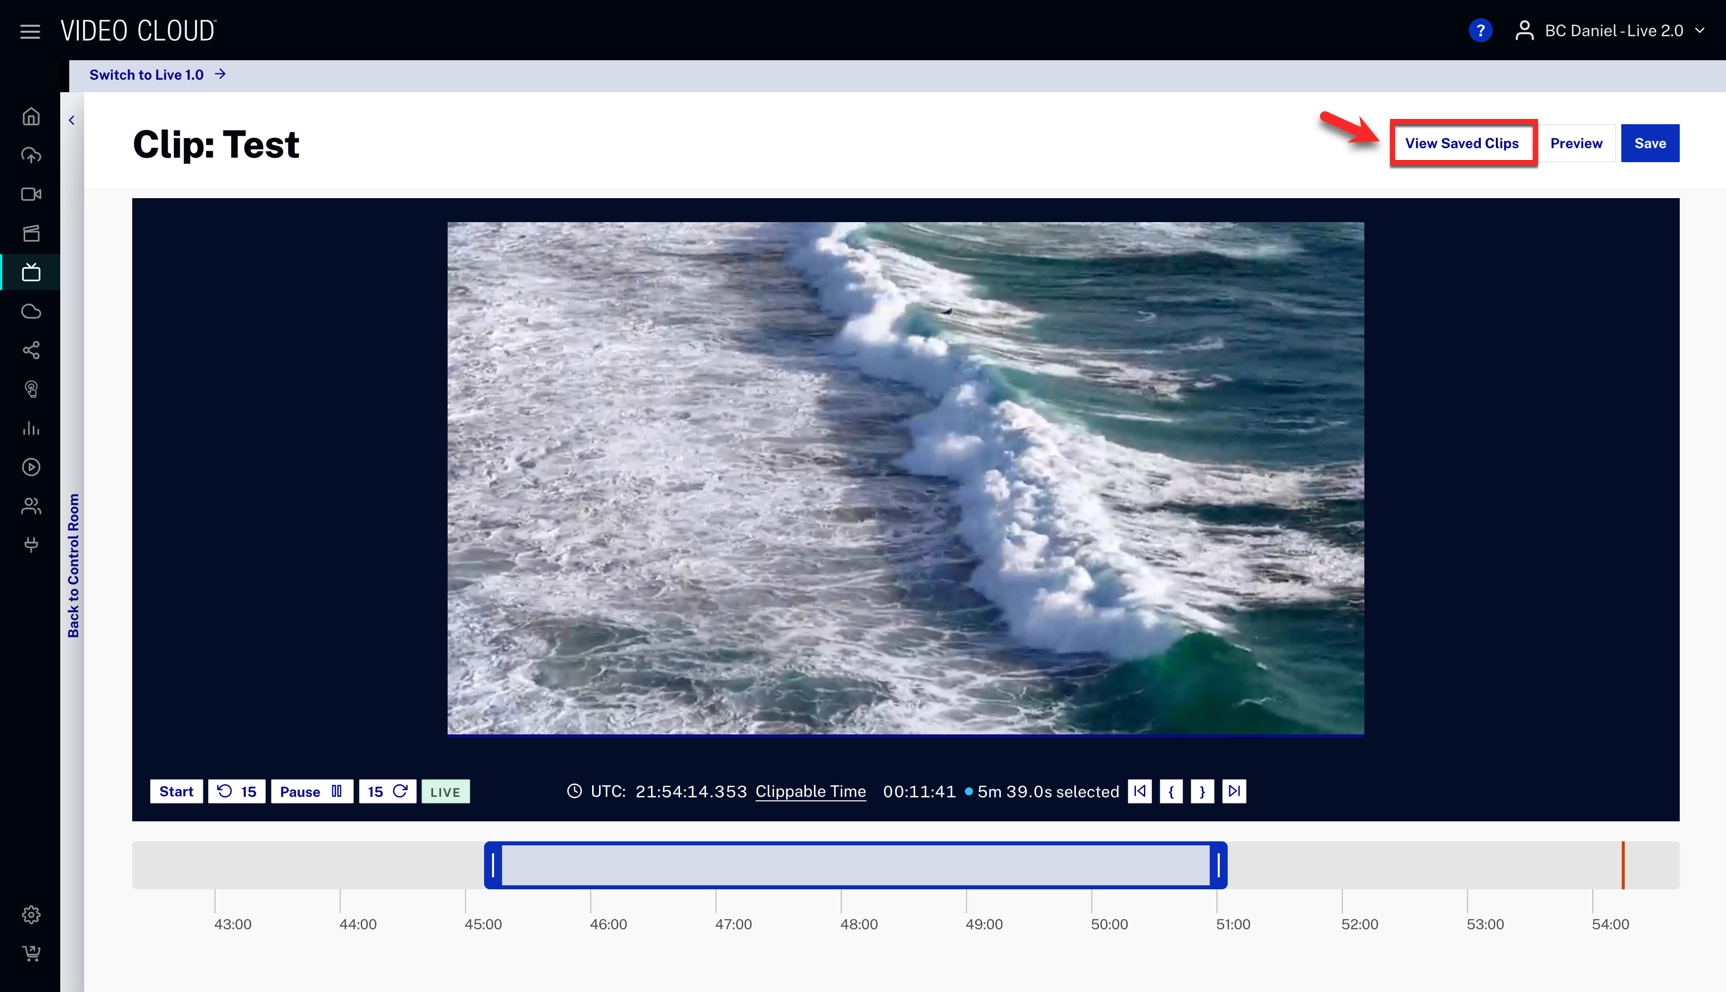 VIDEO CLOUD™
? BC Daniel - Live 2.0
Switch to Live 1.0 →
Clip: Test
View Saved Clips
Preview
Save
Back to Control Room
Start
15
Pause
15
LIVE
UTC: 21:54:14.353 Clippable Time 00:11:41 5m 39.0s selected
{ }
43:00 44:00 45:00 46:00 47:00 48:00 49:00 50:00 51:00 52:00 53:00 54:00